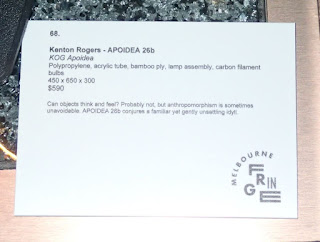 68.
Kenton Rogers - APOIDEA 26b
KOG Apoidea
Polypropylene, acrylic tube, bamboo ply, lamp assembly, carbon filament
bulbs
450 x 650 x 300
$590
Can objects think and feel? Probably not, but anthropomorphism is sometimes
unavoidable. APOIDEA 26b conjures a familiar yet gently unsettling idyll.
MELBOURNE
FRINGE